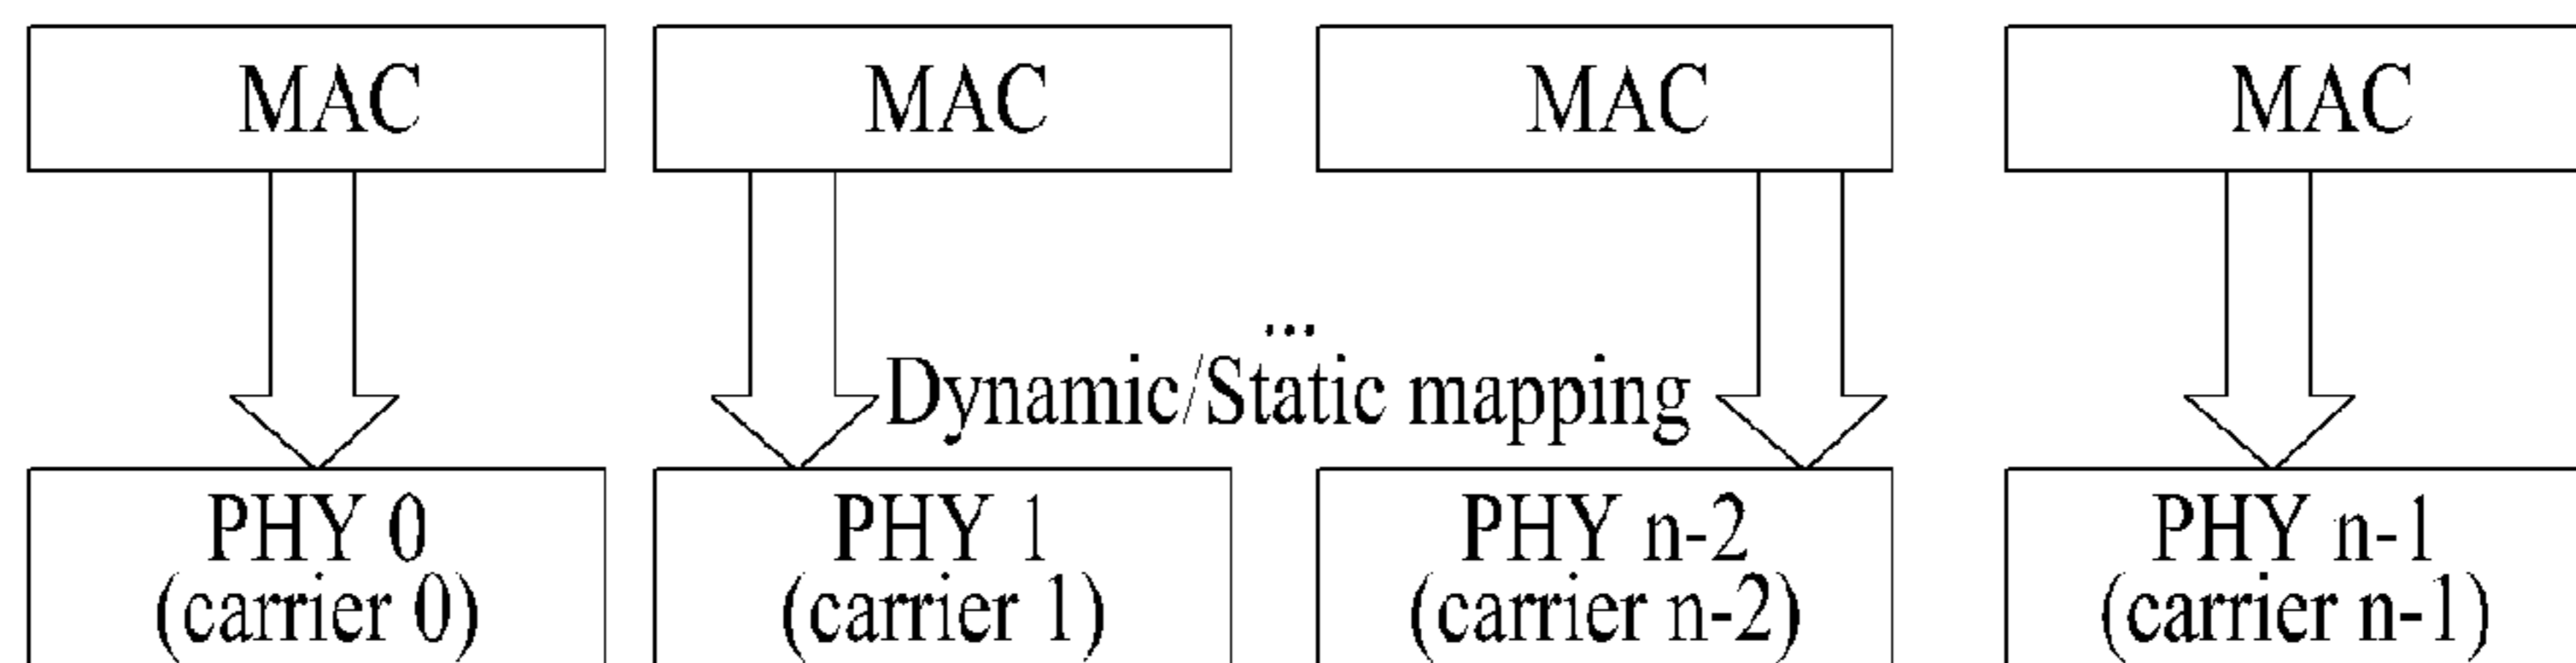 MAC
MAC
MAC
MAC
...
Dynamic/Static mapping
PHY 0
(carrier 0)
PHY 1
(carrier 1)
PHY n-2
(carrier n-2)
PHY n-1
(carrier n-1)